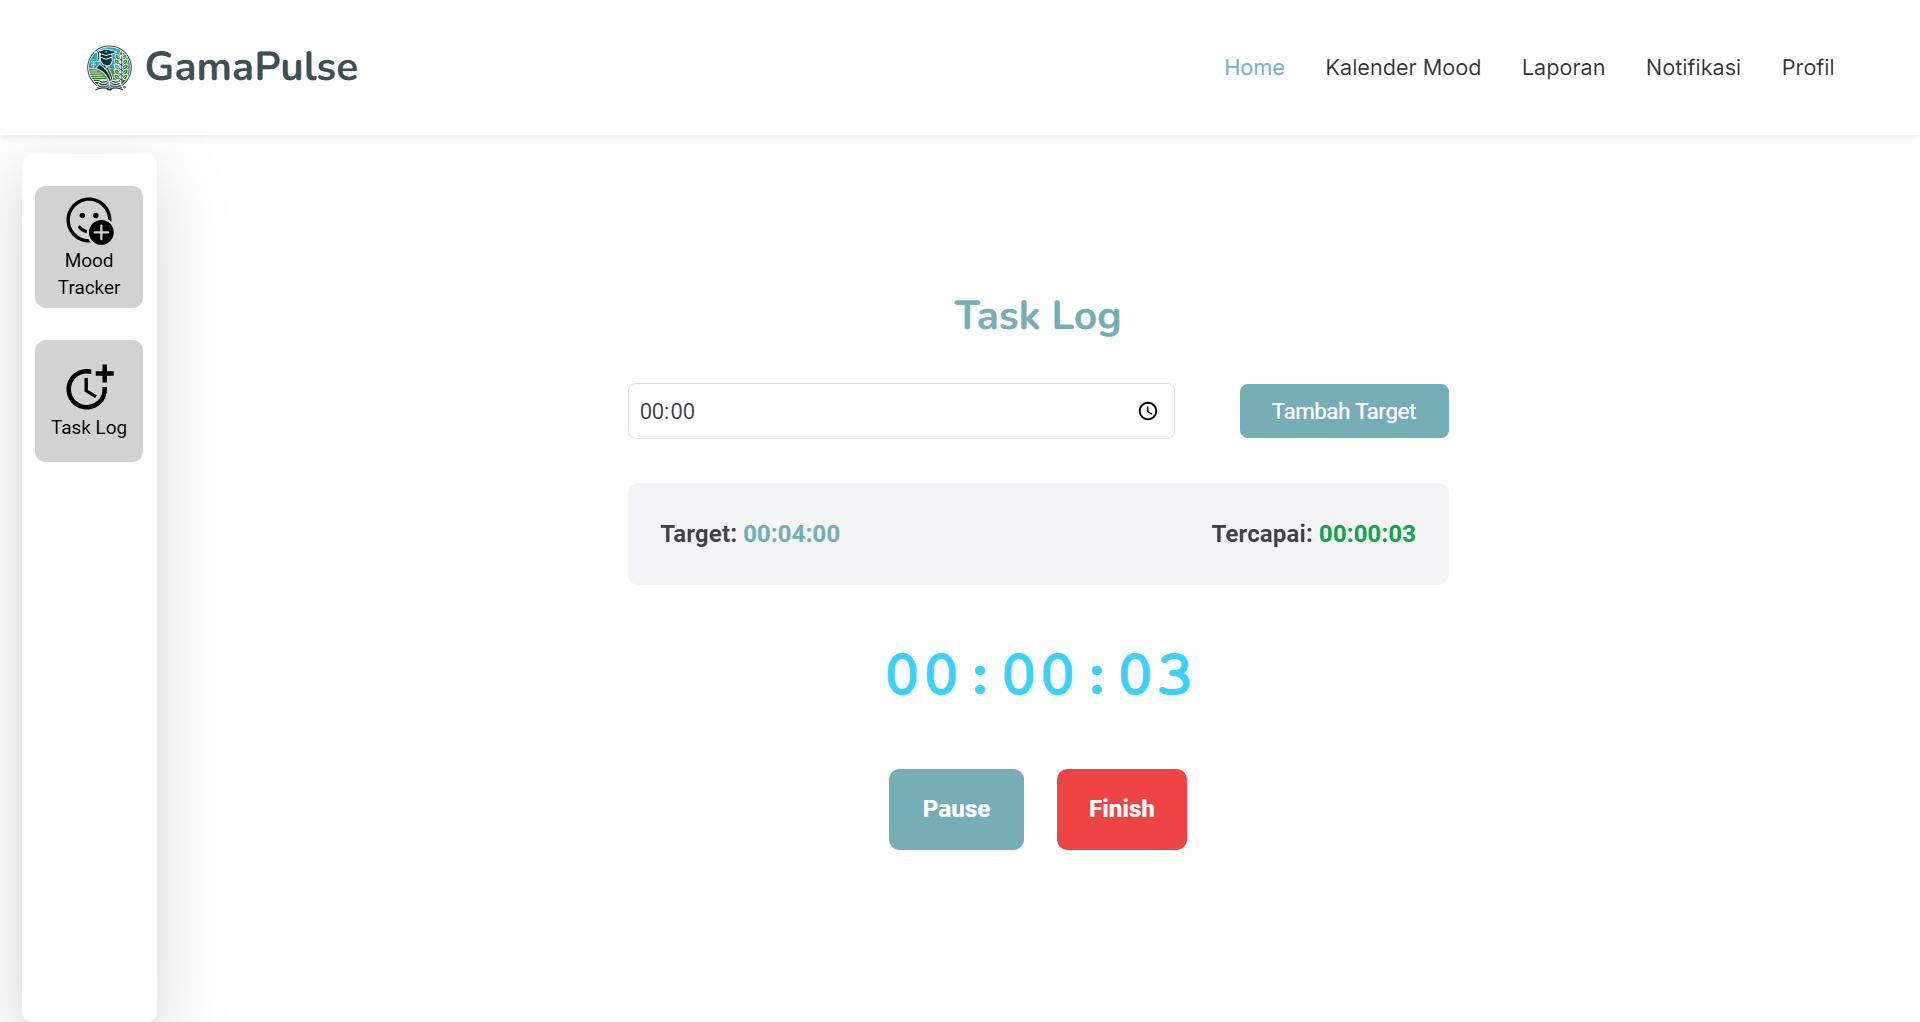 GamaPulse
Home Kalender Mood Laporan Notifikasi Profil
Mood
Tracker
Task Log
Task Log
00:00
Tambah Target
Target: 00:04:00
Tercapai: 00:00:03
00:00:03
Pause
Finish